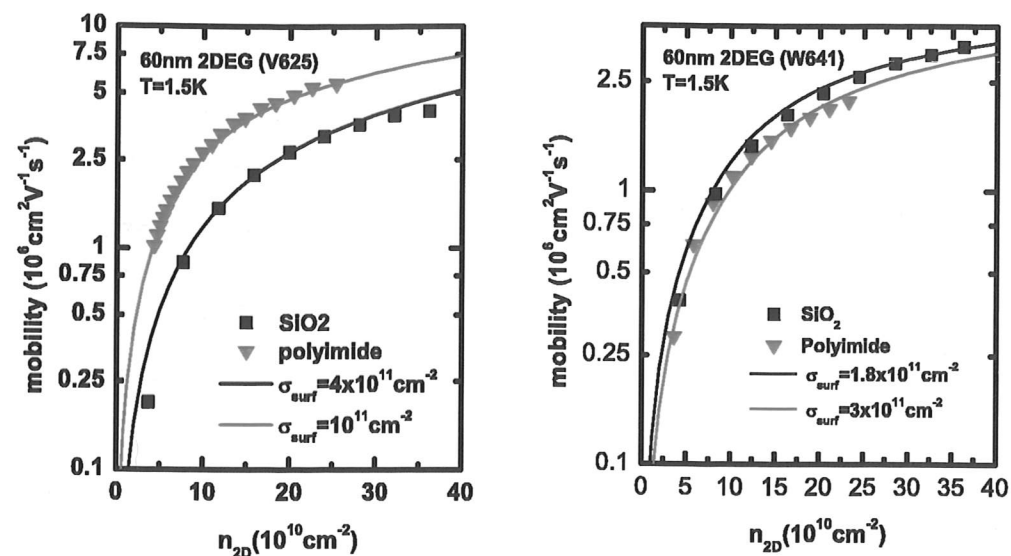 60nm 2DEG (V625)
T=1.5K
mobility (10⁶cm²V⁻¹s⁻¹)
10
7.5
5
2.5
1
0.75
0.5
0.25
0.1
SiO2
polyimide
σsurf=4x10¹¹cm⁻²
σsurf=10¹¹cm⁻²
0 10 20 30 40
n2D(10¹⁰cm⁻²)
60nm 2DEG (W641)
T=1.5K
mobility (10⁶cm²V⁻¹s⁻¹)
2.5
1
0.75
0.5
0.25
0.1
SiO₂
Polyimide
σsurf=1.8x10¹¹cm⁻²
σsurf=3x10¹¹cm⁻²
0 5 10 15 20 25 30 35 40
n2D(10¹⁰cm⁻²)